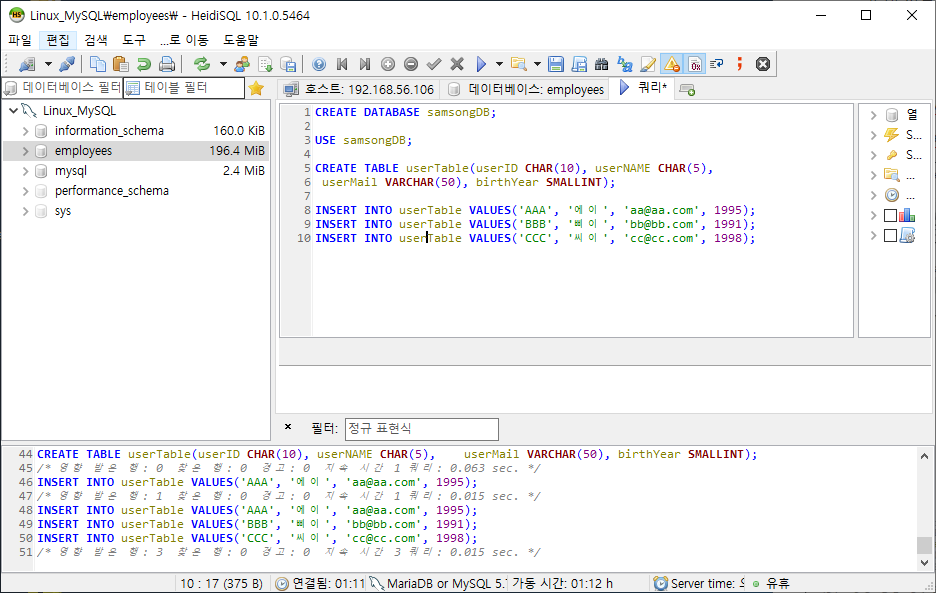 Linux_MySQL₩employees₩ - HeidiSQL 10.1.0.5464
파일 편집 검색 도구 ...로 이동 도움말
데이터베이스 필터 테이블 필터
호스트: 192.168.56.106 데이터베이스: employees 쿼리*
Linux_MySQL
information_schema 160.0 KiB
employees 196.4 MiB
mysql 2.4 MiB
performance_schema
sys
1 CREATE DATABASE samsongDB;
2
3 USE samsongDB;
4
5 CREATE TABLE userTable(userID CHAR(10), userNAME CHAR(5),
6 userMail VARCHAR(50), birthYear SMALLINT);
7
8 INSERT INTO userTable VALUES('AAA', '에이', 'aa@aa.com', 1995);
9 INSERT INTO userTable VALUES('BBB', '삐이', 'bb@bb.com', 1991);
10 INSERT INTO userTable VALUES('CCC', '씨이', 'cc@cc.com', 1998);
열
S...
S...
...
...
필터: 정규 표현식
44 CREATE TABLE userTable(userID CHAR(10), userNAME CHAR(5), userMail VARCHAR(50), birthYear SMALLINT);
45 /* 영향 받은 행: 0 찾은 행: 0 경고: 0 지속 시간 1 쿼리: 0.063 sec. */
46 INSERT INTO userTable VALUES('AAA', '에이', 'aa@aa.com', 1995);
47 /* 영향 받은 행: 1 찾은 행: 0 경고: 0 지속 시간 1 쿼리: 0.015 sec. */
48 INSERT INTO userTable VALUES('AAA', '에이', 'aa@aa.com', 1995);
49 INSERT INTO userTable VALUES('BBB', '삐이', 'bb@bb.com', 1991);
50 INSERT INTO userTable VALUES('CCC', '씨이', 'cc@cc.com', 1998);
51 /* 영향 받은 행: 3 찾은 행: 0 경고: 0 지속 시간 3 쿼리: 0.015 sec. */
10 : 17 (375 B) 연결됨: 01:11 MariaDB or MySQL 5. 가동 시간: 01:12 h Server time: 유휴